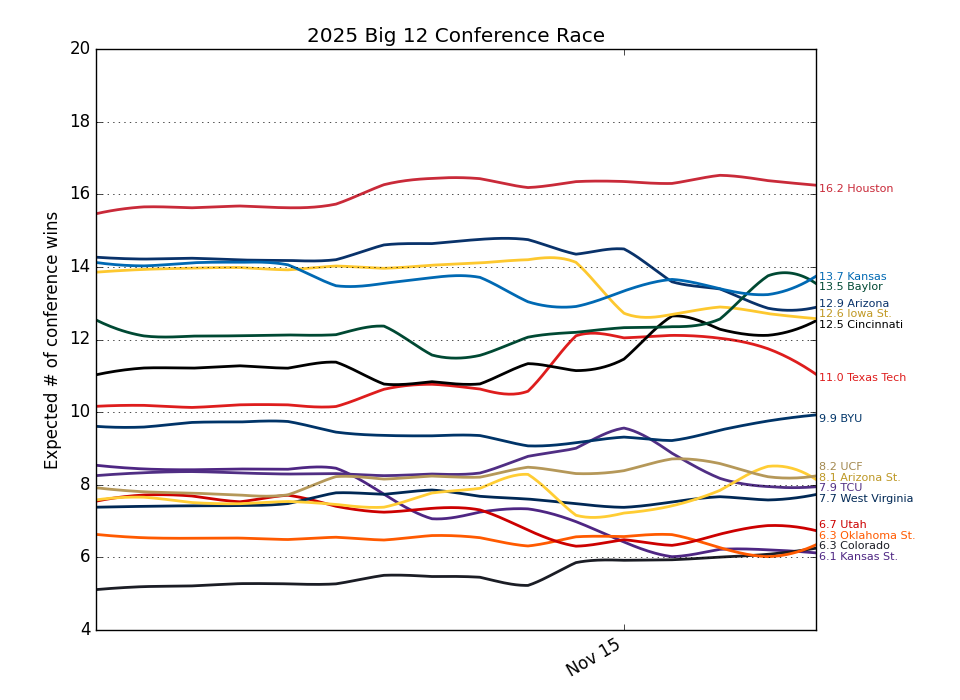 2025 Big 12 Conference Race
Expected # of conference wins
20
18
16
14
12
10
8
6
4
Nov 15
16.2 Houston
13.7 Kansas
13.5 Baylor
12.9 Arizona
12.6 Iowa St.
12.5 Cincinnati
11.0 Texas Tech
9.9 BYU
8.2 UCF
8.1 Arizona St.
7.9 TCU
7.7 West Virginia
6.7 Utah
6.3 Oklahoma St.
6.3 Colorado
6.1 Kansas St.